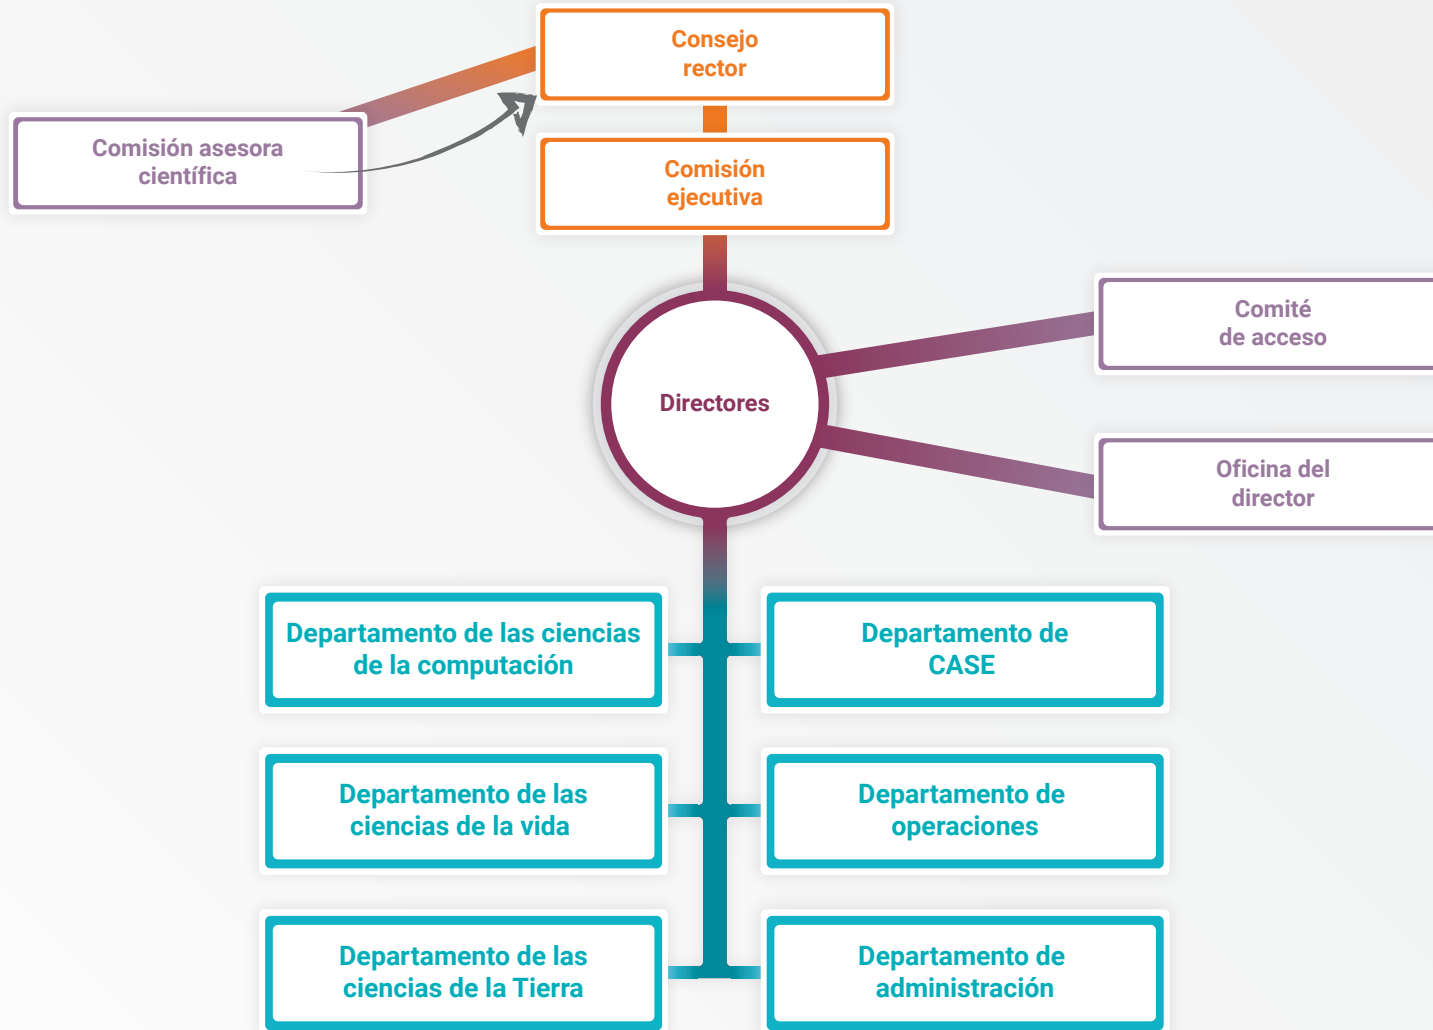 Consejo
rector
Comisión asesora
científica
Comisión
ejecutiva
Comité
de acceso
Directores
Oficina del
director
Departamento de las ciencias
de la computación
Departamento de
CASE
Departamento de las
ciencias de la vida
Departamento de
operaciones
Departamento de las
ciencias de la Tierra
Departamento de
administración